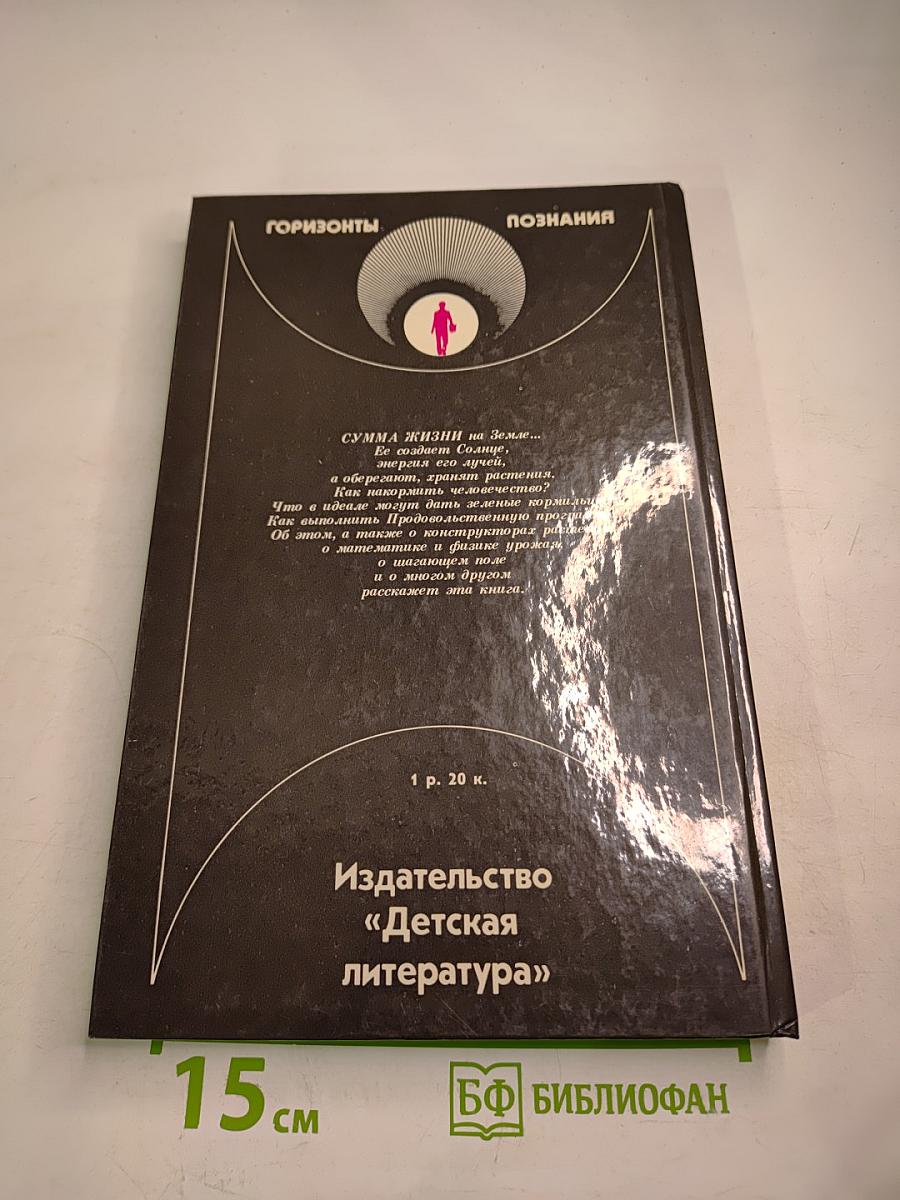 ГОРИЗОНТЫ ПОЗНАНИЯ
СУММА ЖИЗНИ на Земле...
Ее создает Солнце,
энергия его лучей,
а оберегают, хранят растения.
Как накормить человечество?
Что в идеале могут дать зеленые
Как выполнить Продовольственную
Об этом, а также о конструкторах
о математике и физике урожая,
о шагающем поле
и о многом другом
расскажет эта книга.
1 р. 20 к.
Издательство
«Детская
литература»
15 см
БФ БИБЛИОФАН